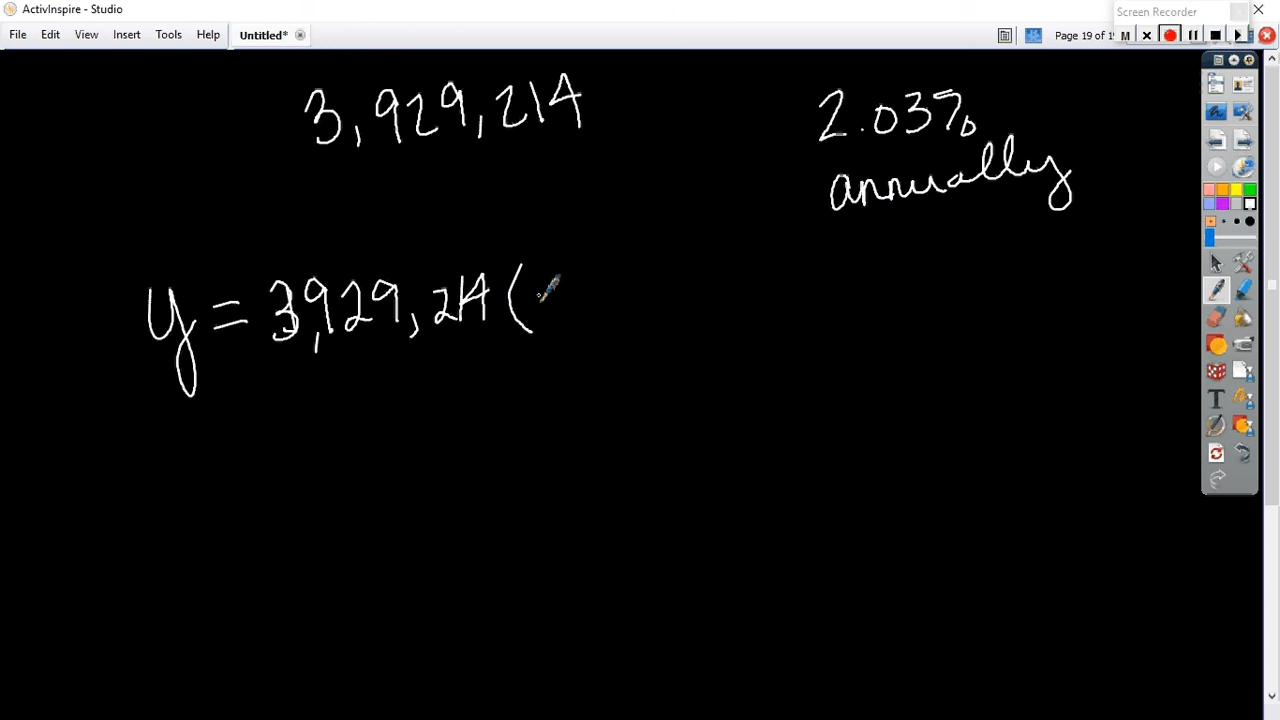 ActivInspire - Studio
Screen Recorder
File Edit View Insert Tools Help Untitled*
3,929,214
2.03%
annually
y = 3,929,214 (